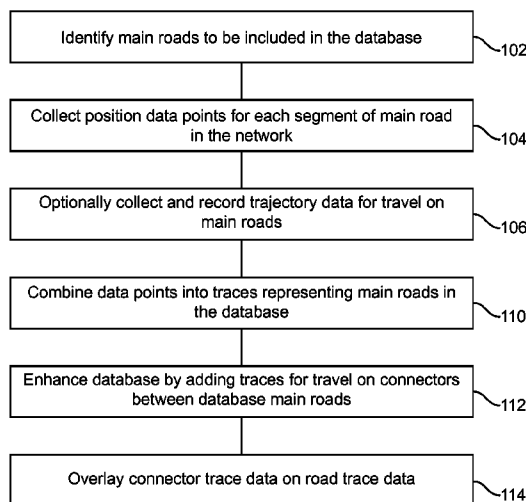 Identify main roads to be included in the database
102
Collect position data points for each segment of main road
in the network
104
Optionally collect and record trajectory data for travel on
main roads
106
Combine data points into traces representing main roads in
the database
110
Enhance database by adding traces for travel on connectors
between database main roads
112
Overlay connector trace data on road trace data
114